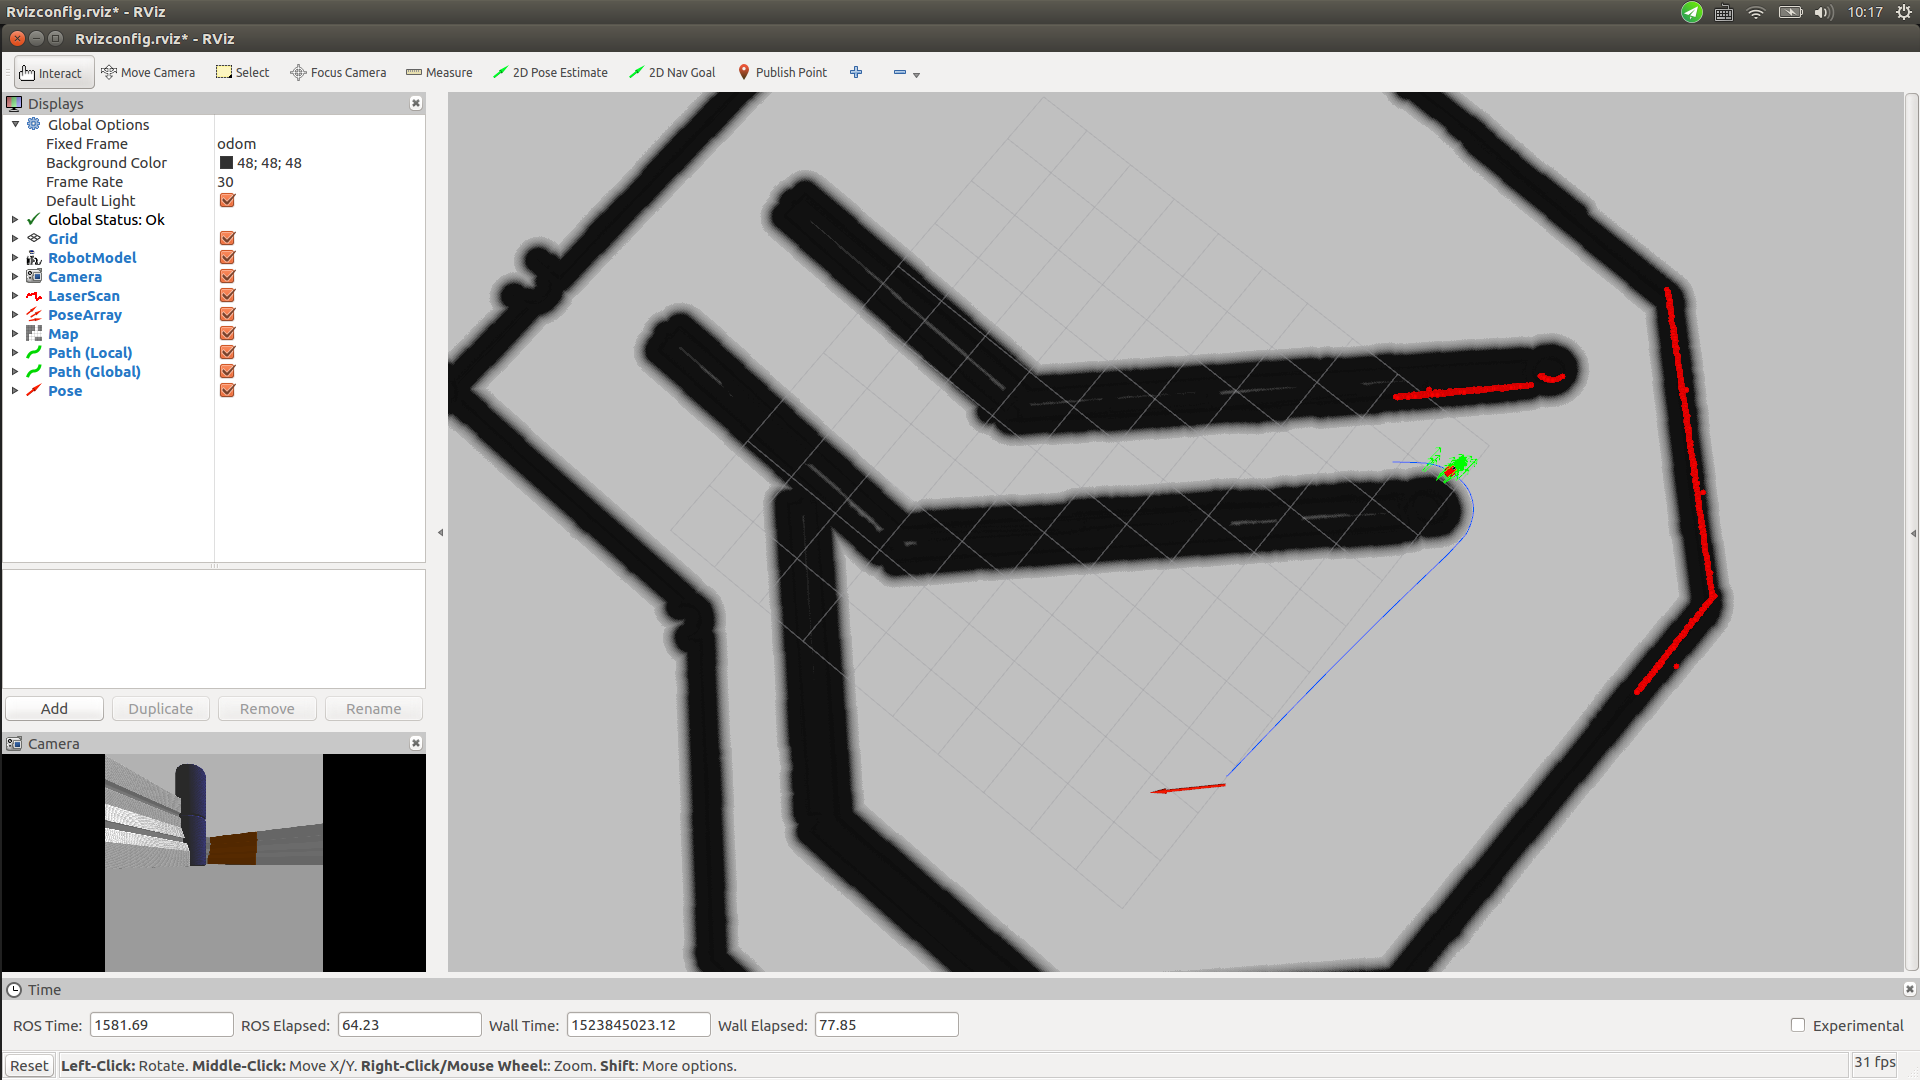 Rvizconfig.rviz* - RViz
10:17
Rvizconfig.rviz* - RViz
Interact Move Camera Select Focus Camera Measure 2D Pose Estimate 2D Nav Goal Publish Point
Displays
Global Options
Fixed Frame odom
Background Color 48; 48; 48
Frame Rate 30
Default Light
Global Status: Ok
Grid
RobotModel
Camera
LaserScan
PoseArray
Map
Path (Local)
Path (Global)
Pose
Add Duplicate Remove Rename
Camera
Time
ROS Time: 1581.69 ROS Elapsed: 64.23 Wall Time: 1523845023.12 Wall Elapsed: 77.85 Experimental
Reset Left-Click: Rotate. Middle-Click: Move X/Y. Right-Click/Mouse Wheel:: Zoom. Shift: More options. 31 fps